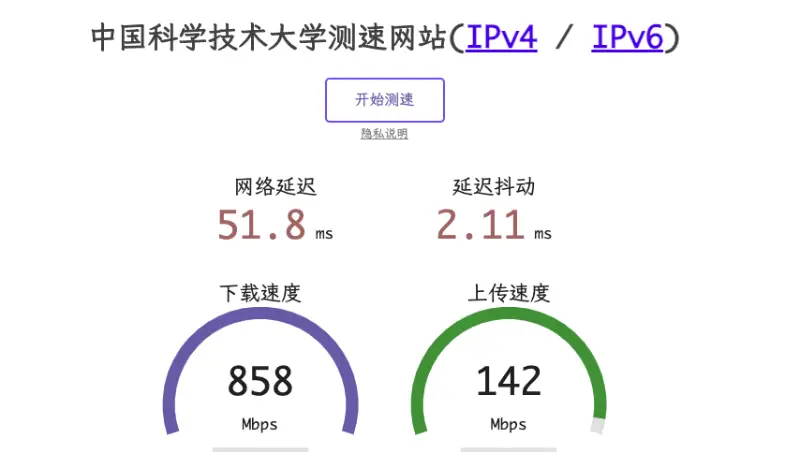 中国科学技术大学测速网站(IPv4 / IPv6)
开始测速
隐私说明
网络延迟 延迟抖动
51.8 ms 2.11 ms
下载速度 上传速度
858 142
Mbps Mbps